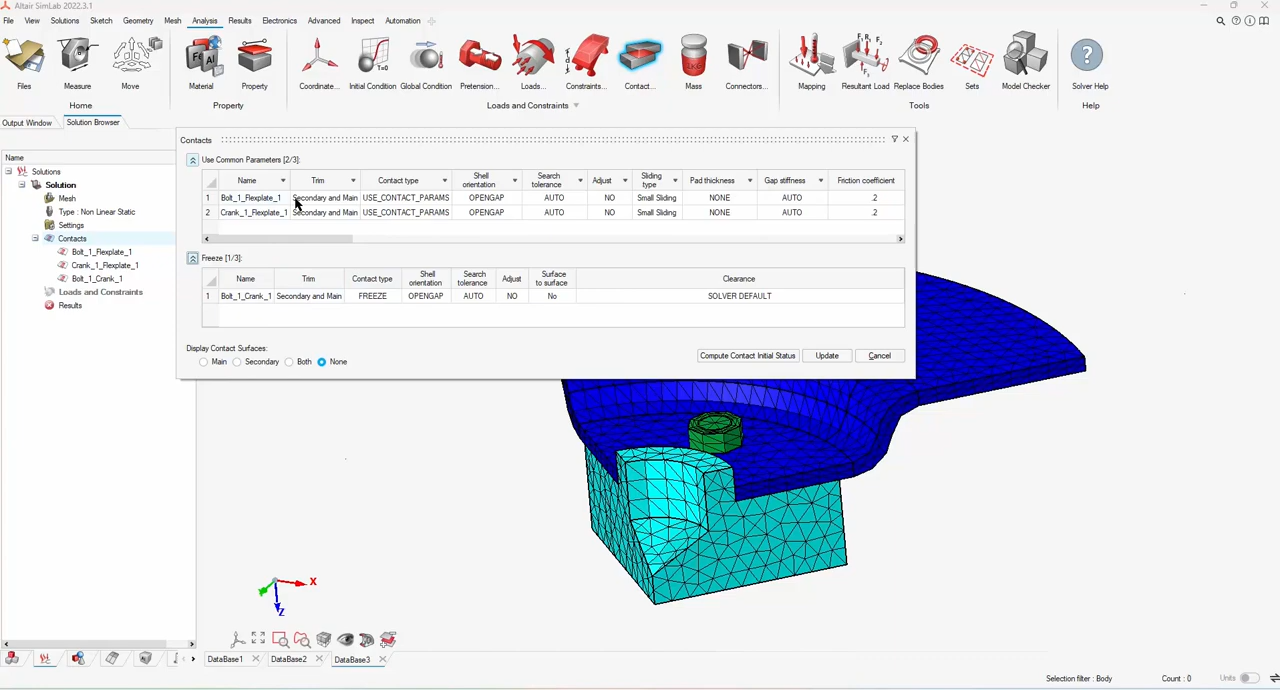 Altair SimLab 2022.3.1
File View Solutions Sketch Geometry Mesh Analysis Results Electronics Advanced Inspect Automation
Files Measure Move Material Property Coordinate... Initial Condition Global Condition Pretension... Loads... Constraints... Contact... Mass Connectors... Mapping Resultant Load Replace Bodies Sets Model Checker Solver Help
Home Property Loads and Constraints Tools Help
Output Window Solution Browser
Name
Solutions
Solution
Mesh
Type : Non Linear Static
Settings
Contacts
Bolt_1_Flexplate_1
Crank_1_Flexplate_1
Bolt_1_Crank_1
Loads and Constraints
Results
Contacts
Use Common Parameters [2/3]:
Name Trim Contact type Shell orientation Search tolerance Adjust Sliding type Pad thickness Gap stiffness Friction coefficient
1 Bolt_1_Flexplate_1 Secondary and Main USE_CONTACT_PARAMS OPENGAP AUTO NO Small Sliding NONE AUTO .2
2 Crank_1_Flexplate_1 Secondary and Main USE_CONTACT_PARAMS OPENGAP AUTO NO Small Sliding NONE AUTO .2
Freeze [1/3]:
Name Trim Contact type Shell orientation Search tolerance Adjust Surface to surface Clearance
1 Bolt_1_Crank_1 Secondary and Main FREEZE OPENGAP AUTO NO No SOLVER DEFAULT
Display Contact Surfaces:
Main Secondary Both None
Compute Contact Initial Status Update Cancel
X
Z
DataBase1 DataBase2 DataBase3
Selection filter : Body Count : 0 Units